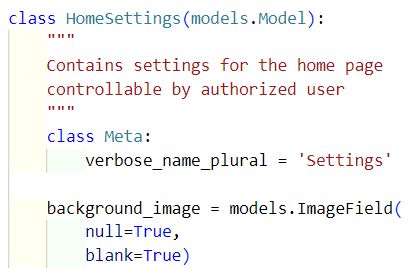 class HomeSettings(models.Model):
    """
    Contains settings for the home page
    controllable by authorized user
    """
    class Meta:
        verbose_name_plural = 'Settings'

    background_image = models.ImageField(
        null=True,
        blank=True)